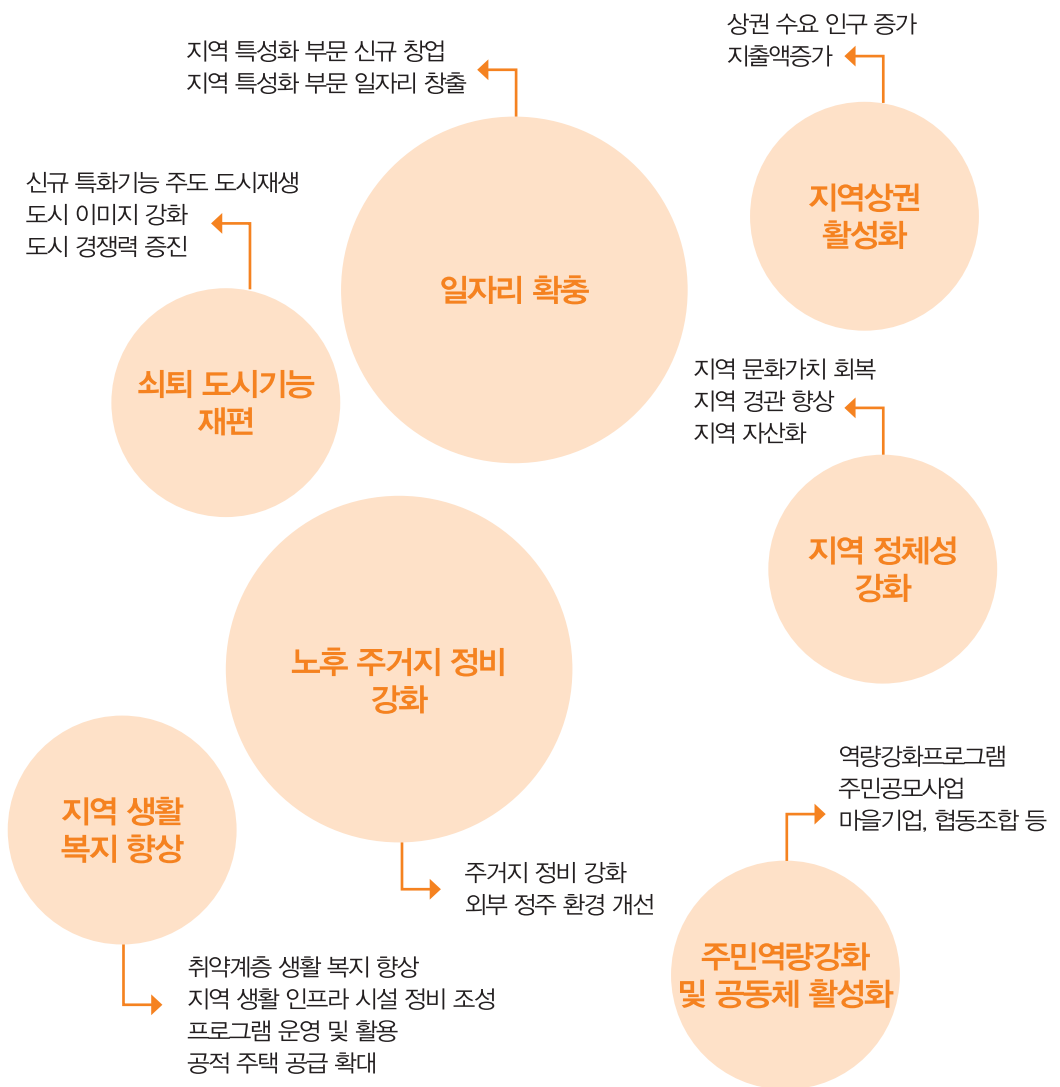 지역 특성화 부문 신규 창업
지역 특성화 부문 일자리 창출
일자리 확충
상권 수요 인구 증가
지출액증가
지역상권
활성화
신규 특화기능 주도 도시재생
도시 이미지 강화
도시 경쟁력 증진
쇠퇴 도시기능
재편
지역 문화가치 회복
지역 경관 향상
지역 자산화
지역 정체성
강화
노후 주거지 정비
강화
주거지 정비 강화
외부 정주 환경 개선
지역 생활
복지 향상
취약계층 생활 복지 향상
지역 생활 인프라 시설 정비 조성
프로그램 운영 및 활용
공적 주택 공급 확대
역량강화프로그램
주민공모사업
마을기업, 협동조합 등
주민역량강화
및 공동체 활성화